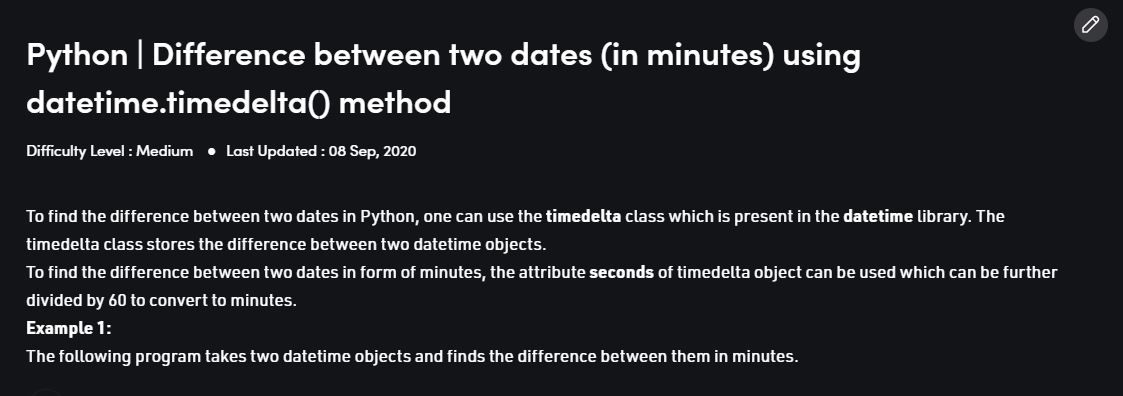 Python | Difference between two dates (in minutes) using
datetime.timedelta() method
Difficulty Level : Medium ● Last Updated : 08 Sep, 2020
To find the difference between two dates in Python, one can use the timedelta class which is present in the datetime library. The
timedelta class stores the difference between two datetime objects.
To find the difference between two dates in form of minutes, the attribute seconds of timedelta object can be used which can be further
divided by 60 to convert to minutes.
Example 1:
The following program takes two datetime objects and finds the difference between them in minutes.